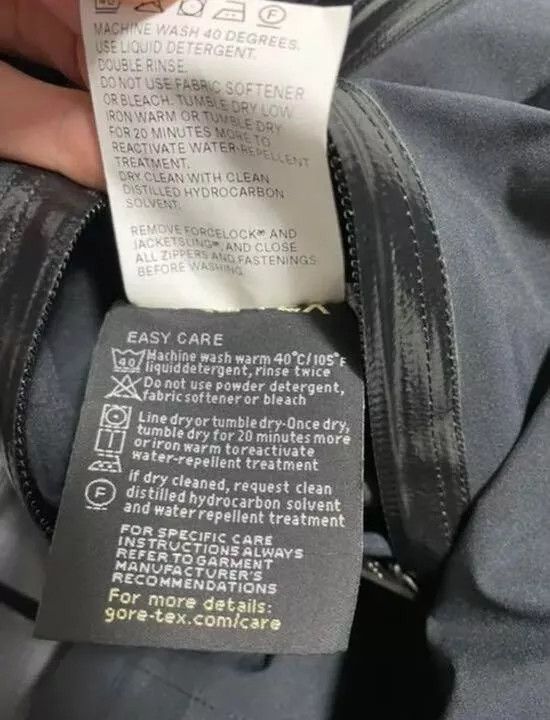 MACHINE WASH 40 DEGREES.
USE LIQUID DETERGENT.
DOUBLE RINSE.
DO NOT USE FABRIC SOFTENER
OR BLEACH. TUMBLE DRY LOW
IRON WARM OR TUMBLE DRY
FOR 20 MINUTES MORE TO
REACTIVATE WATER-REPELLENT
TREATMENT.
DRY CLEAN WITH CLEAN
DISTILLED HYDROCARBON
SOLVENT.
REMOVE FORCELOCK® AND
JACKETSLING™, AND CLOSE
ALL ZIPPERS AND FASTENINGS
BEFORE WASHING.
EASY CARE
40 Machine wash warm 40°C/105°F
liquid detergent, rinse twice
Do not use powder detergent,
fabric softener or bleach
Line dry or tumble dry-Once dry,
tumble dry for 20 minutes more
or iron warm to reactivate
water-repellent treatment
F If dry cleaned, request clean
distilled hydrocarbon solvent
and water repellent treatment
FOR SPECIFIC CARE
INSTRUCTIONS ALWAYS
REFER TO GARMENT
MANUFACTURER'S
RECOMMENDATIONS
For more details:
gore-tex.com/care